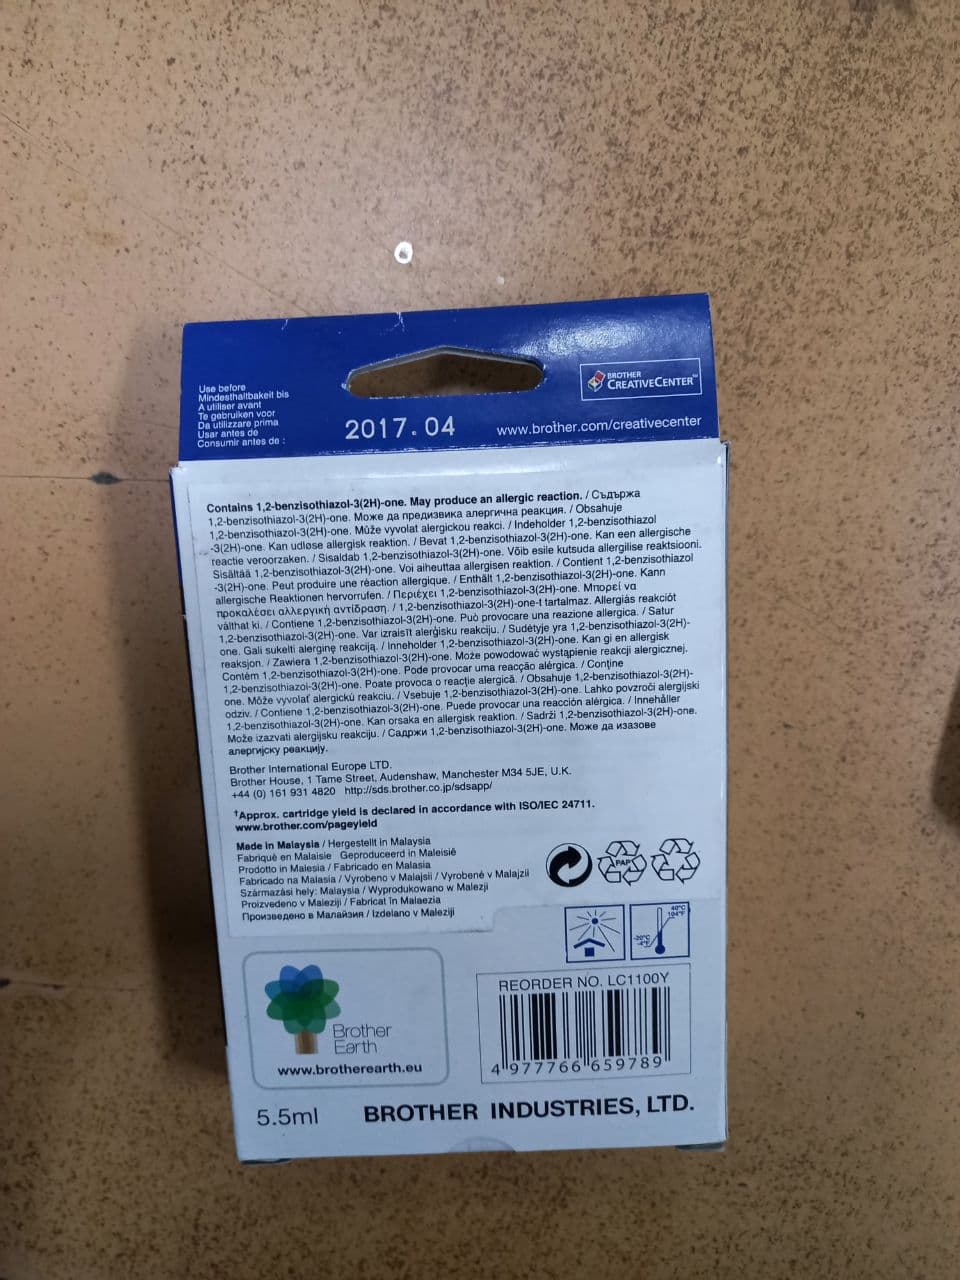 Use before
Mindesthaltbakeit bis
A utiliser avant
Te gebruiken voor
Da utilizzare prima
Usar antes de
Consumir antes de :
2017.04
BROTHER
CREATIVECENTER™
www.brother.com/creativecenter
Contains 1,2-benzisothiazol-3(2H)-one. May produce an allergic reaction. / Съдържа
1,2-benzisothiazol-3(2H)-one. Може да предизвика алергична реакция. / Obsahuje
1,2-benzisothiazol-3(2H)-one. Může vyvolat alergickou reakci. / Indeholder 1,2-benzisothiazol
-3(2H)-one. Kan udløse allergisk reaktion. / Bevat 1,2-benzisothiazol-3(2H)-one. Kan een allergische
reactie veroorzaken. / Sisaldab 1,2-benzisothiazol-3(2H)-one. Võib esile kutsuda allergilise reaktsiooni.
Sisältää 1,2-benzisothiazol-3(2H)-one. Voi aiheuttaa allergisen reaktion. / Contient 1,2-benzisothiazol
-3(2H)-one. Peut produire une réaction allergique. / Enthält 1,2-benzisothiazol-3(2H)-one. Kann
allergische Reaktionen hervorrufen. / Περιέχει 1,2-benzisothiazol-3(2H)-one. Μπορεί να
προκαλέσει αλλεργική αντίδραση. / 1,2-benzisothiazol-3(2H)-one-t tartalmaz. Allergiás reakciót
válthat ki. / Contiene 1,2-benzisothiazol-3(2H)-one. Può provocare una reazione allergica. / Satur
1,2-benzisothiazol-3(2H)-one. Var izraisīt alerģisku reakciju. / Sudėtyje yra 1,2-benzisothiazol-3(2H)-
one. Gali sukelti alerginę reakciją. / Inneholder 1,2-benzisothiazol-3(2H)-one. Kan gi en allergisk
reaksjon. / Zawiera 1,2-benzisothiazol-3(2H)-one. Może powodować wystąpienie reakcji alergicznej.
Contém 1,2-benzisothiazol-3(2H)-one. Pode provocar uma reacção alérgica. / Conţine
1,2-benzisothiazol-3(2H)-one. Poate provoca o reacţie alergică. / Obsahuje 1,2-benzisothiazol-3(2H)-
one. Môže vyvolať alergickú reakciu. / Vsebuje 1,2-benzisothiazol-3(2H)-one. Lahko povzroči alergijski
odziv. / Contiene 1,2-benzisothiazol-3(2H)-one. Puede provocar una reacción alérgica. / Innehåller
1,2-benzisothiazol-3(2H)-one. Kan orsaka en allergisk reaktion. / Sadrži 1,2-benzisothiazol-3(2H)-one.
Može izazvati alergijsku reakciju. / Садржи 1,2-benzisothiazol-3(2H)-one. Може да изазове
алергијску реакцију.
Brother International Europe LTD.
Brother House, 1 Tame Street, Audenshaw, Manchester M34 5JE, U.K.
+44 (0) 161 931 4820 http://sds.brother.co.jp/sdsapp/
†Approx. cartridge yield is declared in accordance with ISO/IEC 24711.
www.brother.com/pageyield
Made in Malaysia / Hergestellt in Malaysia
Fabriqué en Malaisie Geproduceerd in Maleisië
Prodotto in Malesia / Fabricado en Malasia
Fabricado na Malasia / Vyrobeno v Malajsii / Vyrobené v Malajzii
Származási hely: Malaysia / Wyprodukowano w Malezji
Proizvedeno v Maleziji / Fabricat în Malaezia
Произведено в Малайзия / Izdelano v Maleziji
PAP
40°C
104°F
-20°C
-4°F
REORDER NO. LC1100Y
4 977766 659789
Brother
Earth
www.brotherearth.eu
5.5ml
BROTHER INDUSTRIES, LTD.